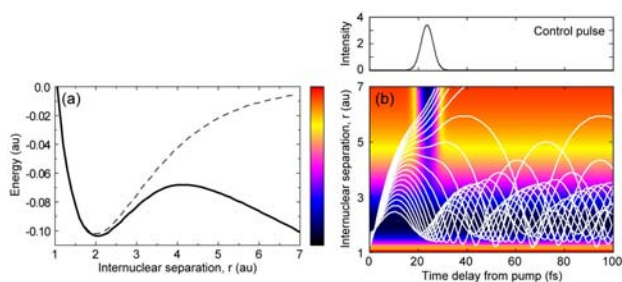 4
2
0
Intensity
Control pulse
(a)
0.0
-0.02
-0.04
-0.06
-0.08
-0.10
Energy (au)
1 2 3 4 5 6 7
Internuclear separation, r (au)
(b)
7
5
3
1
Internuclear separation, r (au)
0 20 40 60 80 100
Time delay from pump (fs)